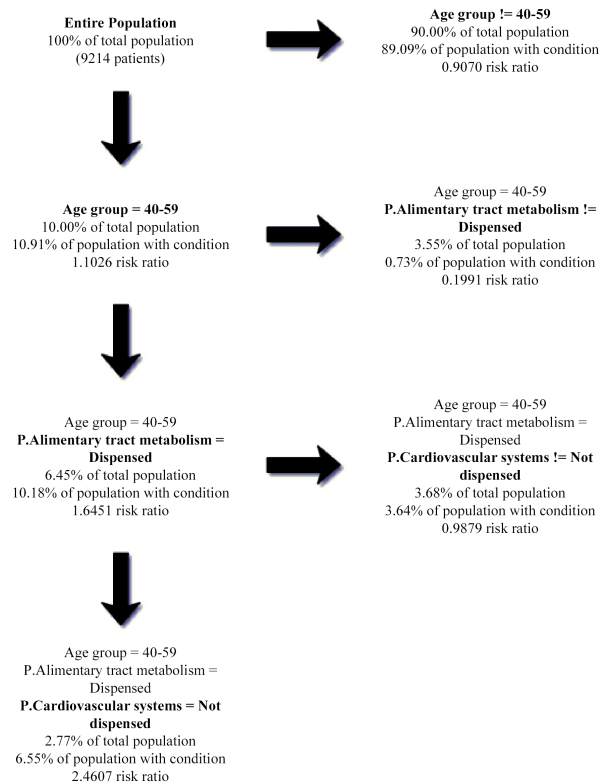 Entire Population
100% of total population
(9214 patients)
Age group != 40-59
90.00% of total population
89.09% of population with condition
0.9070 risk ratio
Age group = 40-59
10.00% of total population
10.91% of population with condition
1.1026 risk ratio
Age group = 40-59
P.Alimentary tract metabolism !=
Dispensed
3.55% of total population
0.73% of population with condition
0.1991 risk ratio
Age group = 40-59
P.Alimentary tract metabolism =
Dispensed
6.45% of total population
10.18% of population with condition
1.6451 risk ratio
Age group = 40-59
P.Alimentary tract metabolism =
Dispensed
P.Cardiovascular systems != Not
dispensed
3.68% of total population
3.64% of population with condition
0.9879 risk ratio
Age group = 40-59
P.Alimentary tract metabolism =
Dispensed
P.Cardiovascular systems = Not
dispensed
2.77% of total population
6.55% of population with condition
2.4607 risk ratio